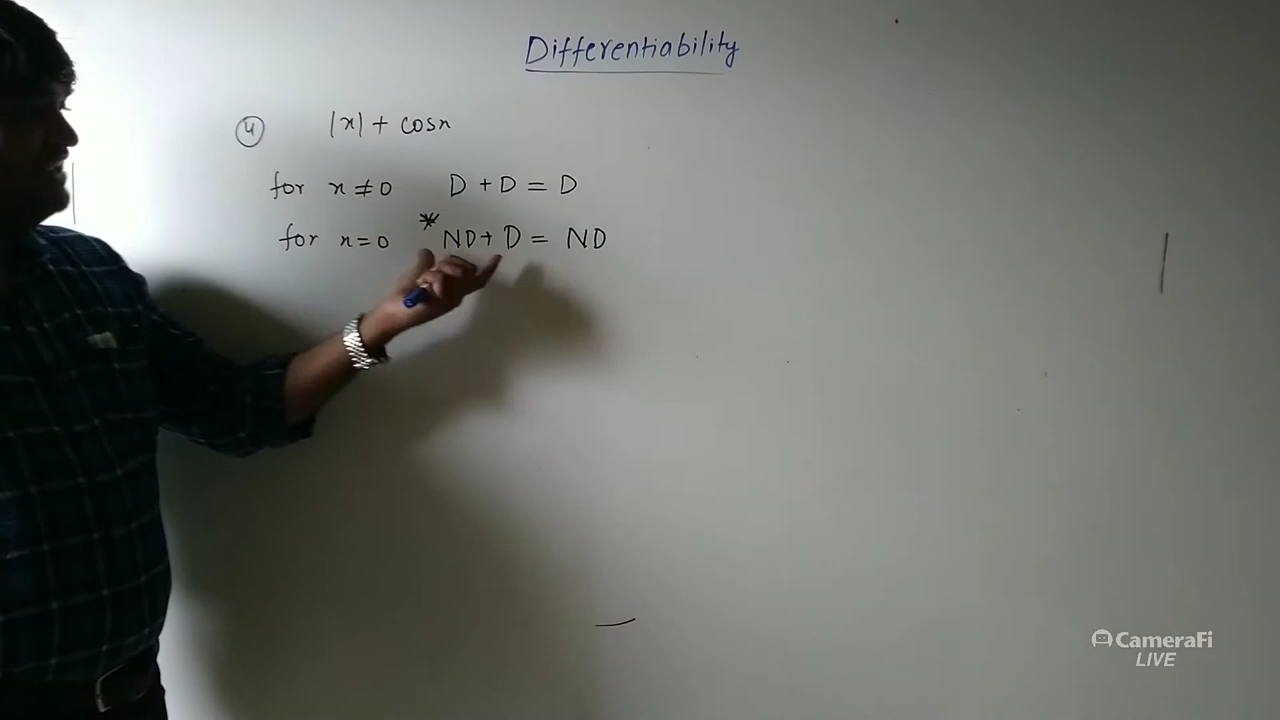 Differentiability
4 |x| + cosx
for x ≠ 0 D + D = D
for x = 0 * ND + D = ND
CameraFi
LIVE